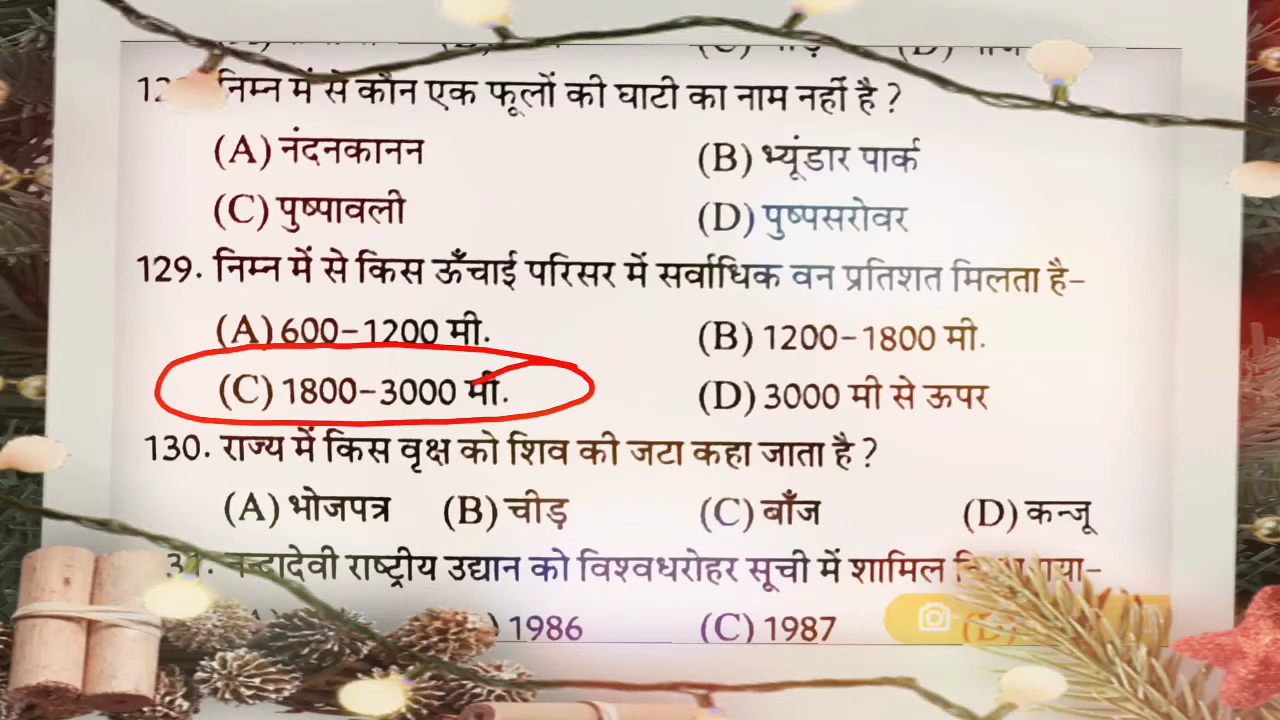 निम्न में से कौन एक फूलों की घाटी का नाम नहीं है ?
(A) नंदनकानन (B) भ्यूंडार पार्क
(C) पुष्पावली (D) पुष्पसरोवर
129. निम्न में से किस ऊँचाई परिसर में सर्वाधिक वन प्रतिशत मिलता है-
(A) 600-1200 मी. (B) 1200-1800 मी.
(C) 1800-3000 मी. (D) 3000 मी से ऊपर
130. राज्य में किस वृक्ष को शिव की जटा कहा जाता है ?
(A) भोजपत्र (B) चीड़ (C) बाँज (D) कन्जू
नन्दादेवी राष्ट्रीय उद्यान को विश्वधरोहर सूची में शामिल
1986 (C) 1987